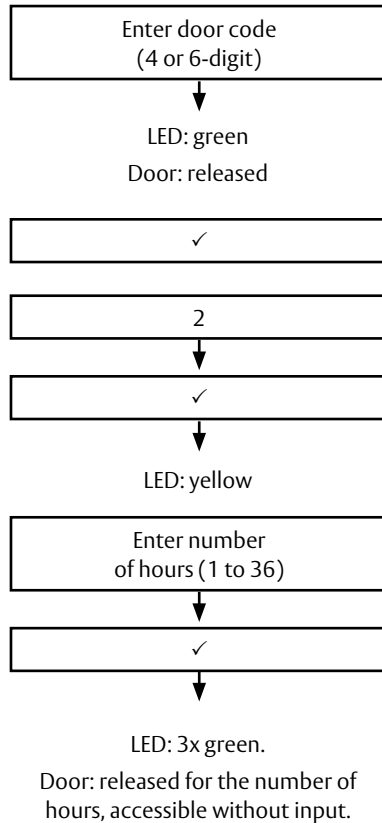 Enter door code
(4 or 6-digit)
LED: green
Door: released
✓
2
✓
LED: yellow
Enter number
of hours (1 to 36)
✓
LED: 3x green.
Door: released for the number of
hours, accessible without input.